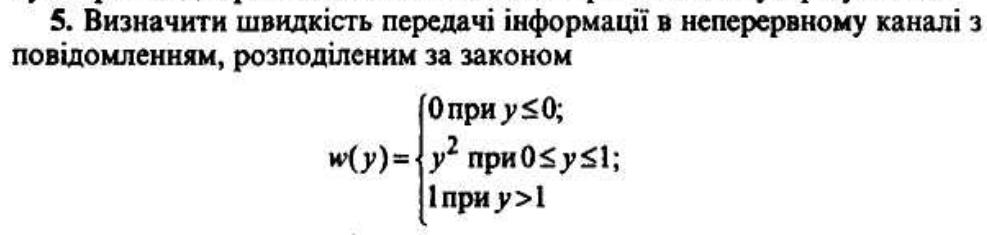 5. Визначити швидкість передачі інформації в неперервному каналі з
повідомленням, розподіленим за законом
0 при y ≤ 0;
w(y) = { y² при 0 ≤ y ≤ 1;
1 при y > 1